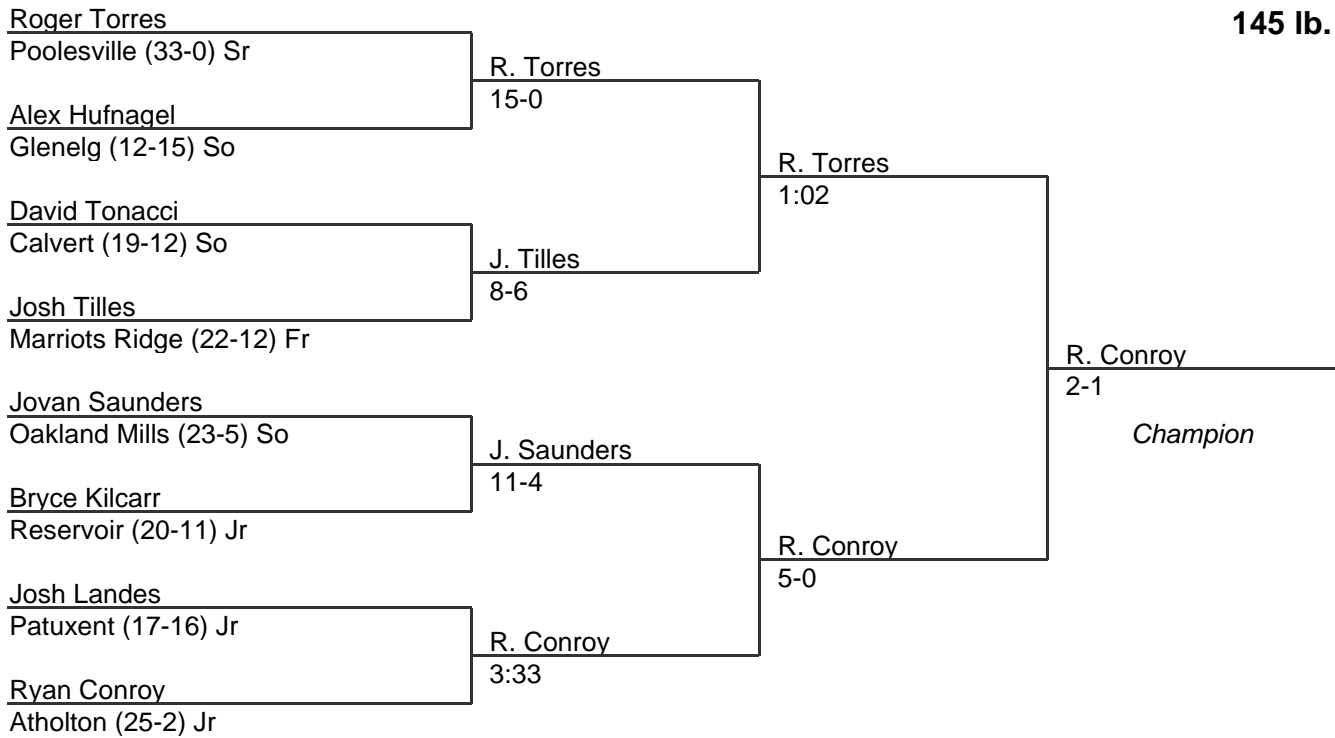 145 lb.
Roger Torres
Poolesville (33-0) Sr
R. Torres
15-0
Alex Hufnagel
Glenelg (12-15) So
R. Torres
1:02
David Tonacci
Calvert (19-12) So
J. Tilles
8-6
Josh Tilles
Marriots Ridge (22-12) Fr
R. Conroy
2-1
Champion
Jovan Saunders
Oakland Mills (23-5) So
J. Saunders
11-4
Bryce Kilcarr
Reservoir (20-11) Jr
R. Conroy
5-0
Josh Landes
Patuxent (17-16) Jr
R. Conroy
3:33
Ryan Conroy
Atholton (25-2) Jr